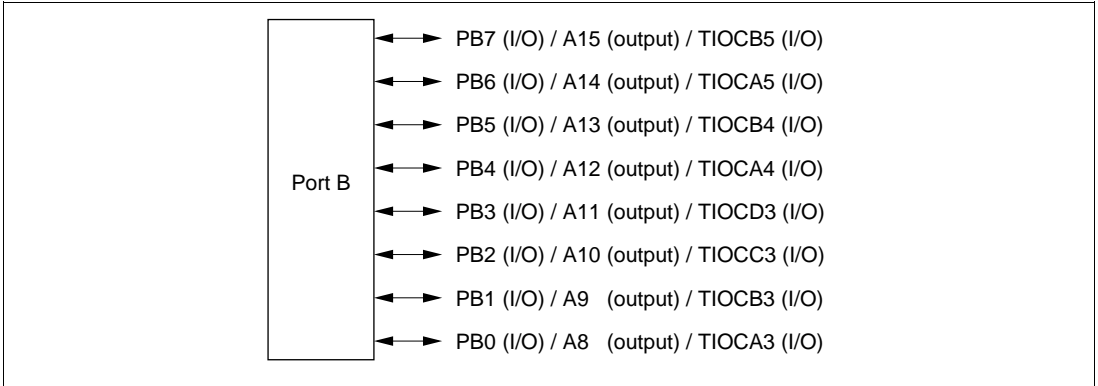 PB7 (I/O) / A15 (output) / TIOCB5 (I/O)
PB6 (I/O) / A14 (output) / TIOCA5 (I/O)
PB5 (I/O) / A13 (output) / TIOCB4 (I/O)
PB4 (I/O) / A12 (output) / TIOCA4 (I/O)
Port B
PB3 (I/O) / A11 (output) / TIOCD3 (I/O)
PB2 (I/O) / A10 (output) / TIOCC3 (I/O)
PB1 (I/O) / A9 (output) / TIOCB3 (I/O)
PB0 (I/O) / A8 (output) / TIOCA3 (I/O)